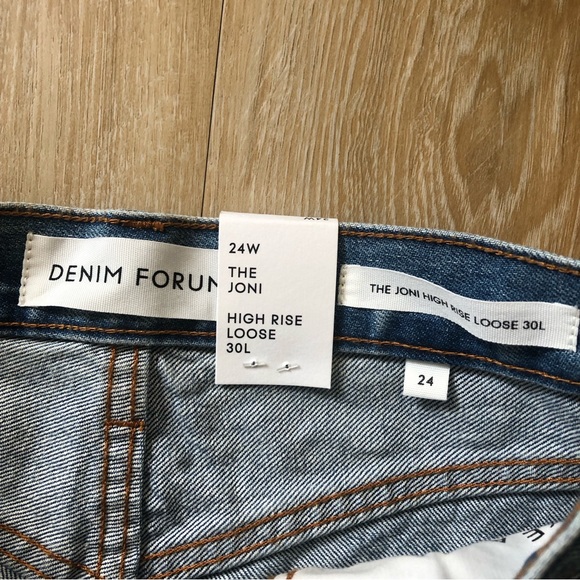 DENIM FORUM
24W
THE
JONI
HIGH RISE
LOOSE
30L
THE JONI HIGH RISE LOOSE 30L
24